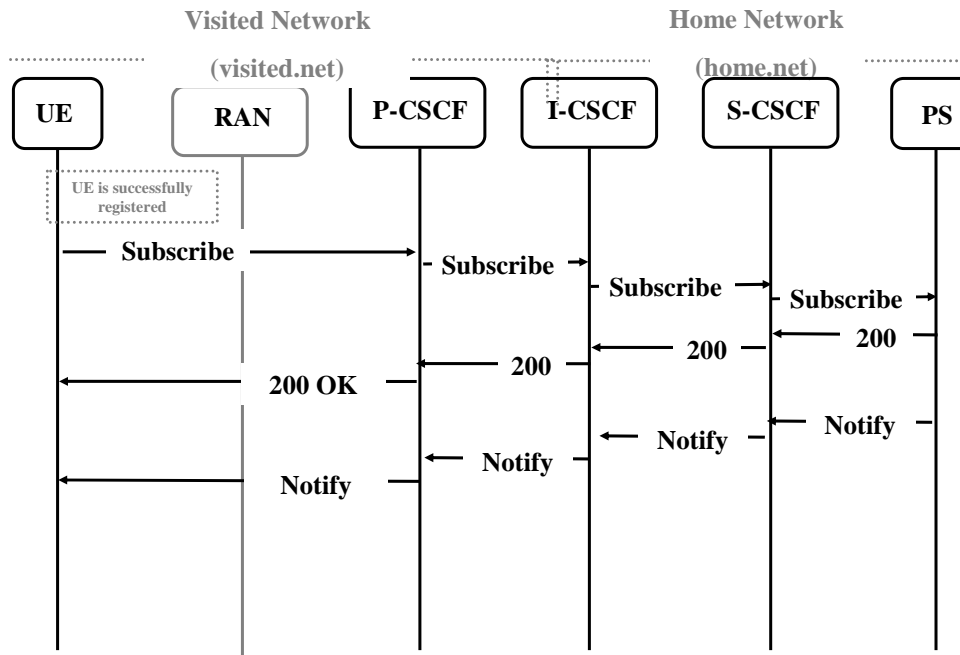 Visited Network
Home Network
(visited.net)
(home.net)
UE
RAN
P-CSCF
I-CSCF
S-CSCF
PS
UE is successfully
registered
Subscribe
Subscribe
Subscribe
Subscribe
200
200
200
200 OK
Notify
Notify
Notify
Notify